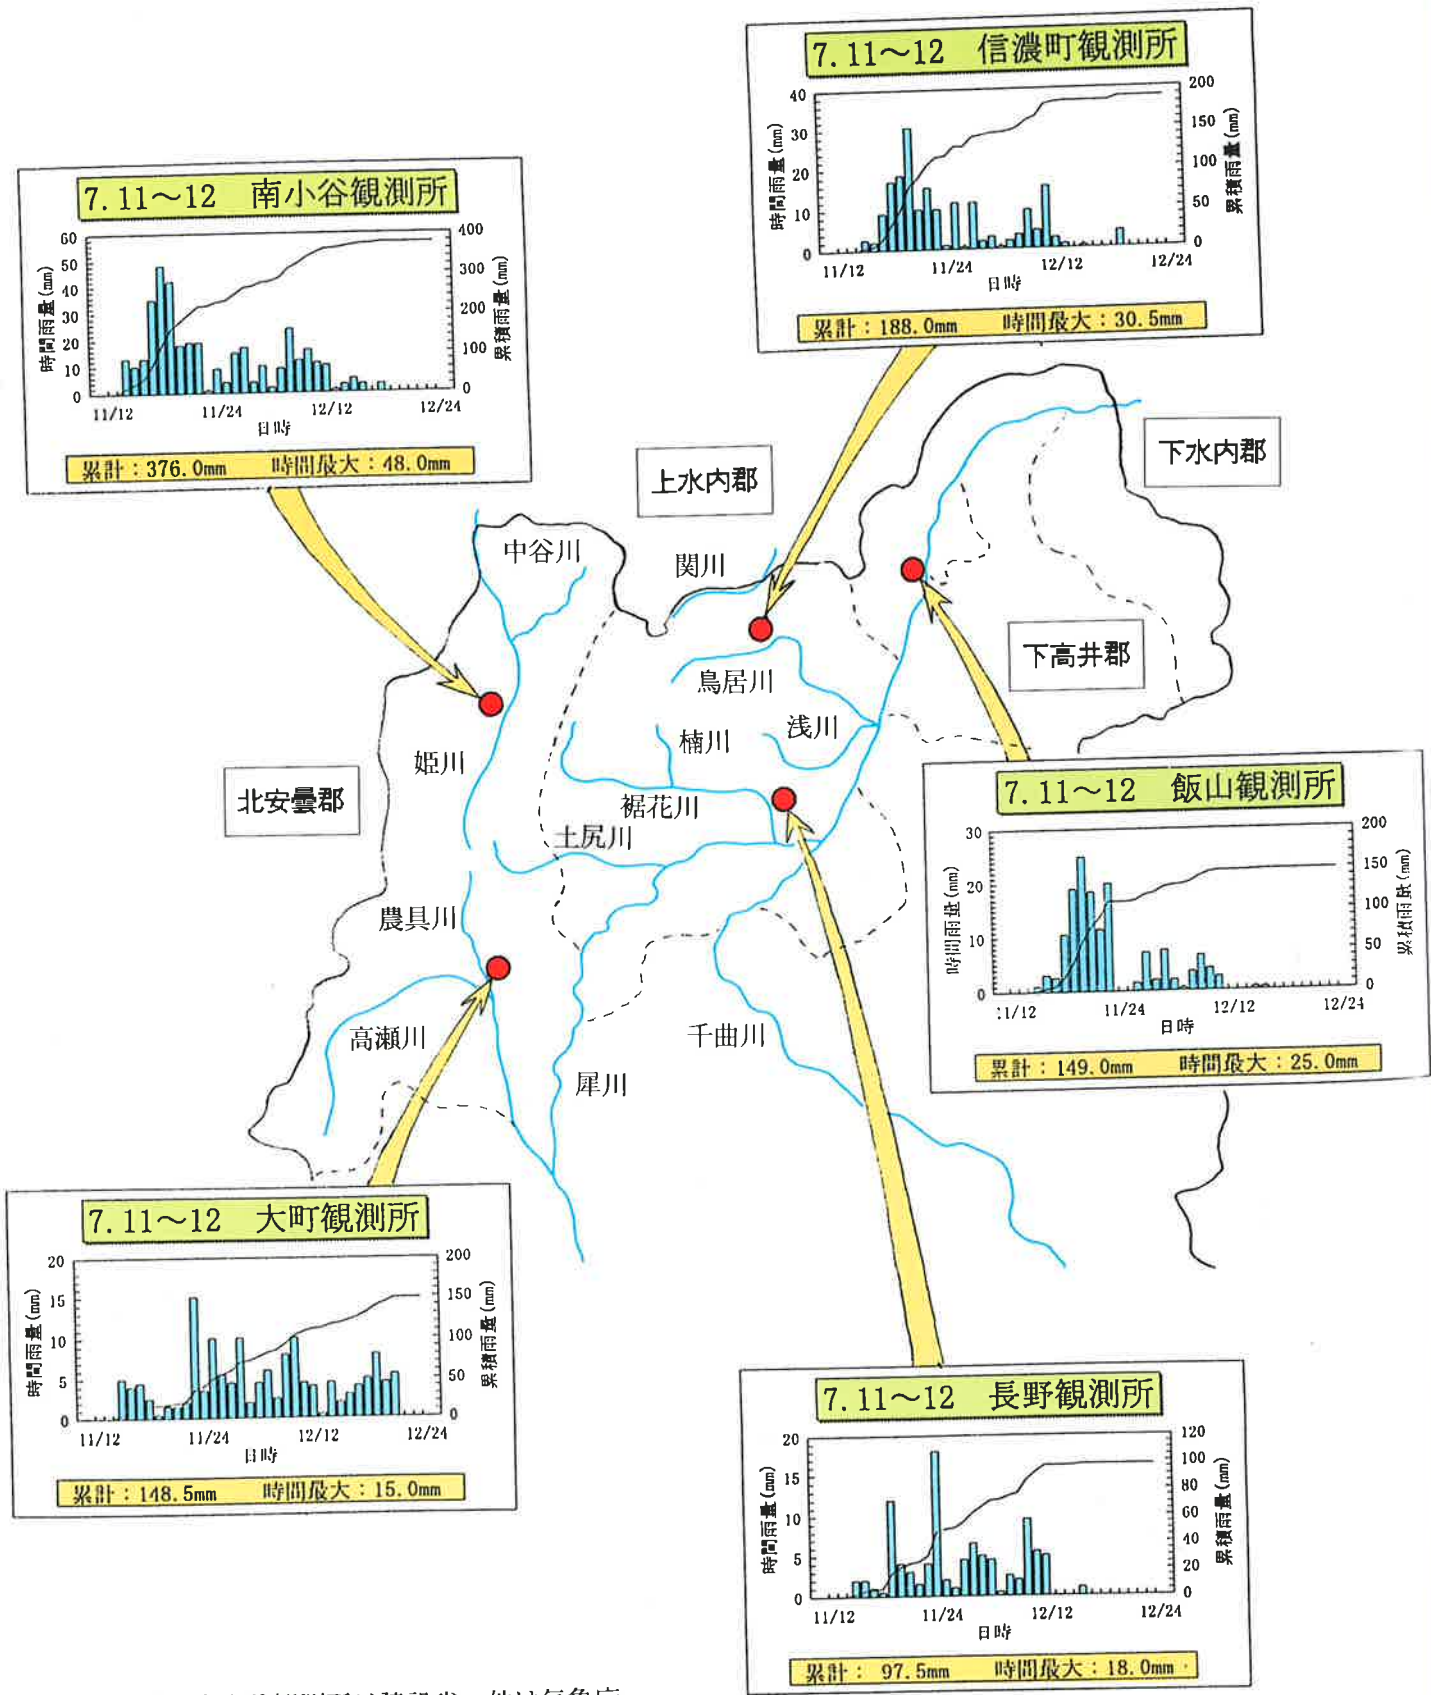 7.11～12　信濃町観測所
時間雨量(mm)
40
30
20
10
0
200
150
100
50
0
累積雨量(mm)
11/12
11/24
12/12
12/24
日時
累計：188.0mm　時間最大：30.5mm
7.11～12　南小谷観測所
時間雨量(mm)
60
50
40
30
20
10
0
400
300
200
100
0
累積雨量(mm)
11/12
11/24
12/12
12/24
日時
累計：376.0mm　時間最大：48.0mm
下水内郡
上水内郡
中谷川
関川
下高井郡
鳥居川
浅川
楠川
姫川
北安曇郡
裾花川
土尻川
農具川
高瀬川
千曲川
犀川
7.11～12　飯山観測所
時間雨量(mm)
30
20
10
0
200
150
100
50
0
累積雨量(mm)
11/12
11/24
12/12
12/24
日時
累計：149.0mm　時間最大：25.0mm
7.11～12　大町観測所
時間雨量(mm)
20
15
10
5
0
200
150
100
50
0
累積雨量(mm)
11/12
11/24
12/12
12/24
日時
累計：148.5mm　時間最大：15.0mm
7.11～12　長野観測所
時間雨量(mm)
20
15
10
5
0
120
100
80
60
40
20
0
累積雨量(mm)
11/12
11/24
12/12
12/24
日時
累計： 97.5mm　時間最大：18.0mm